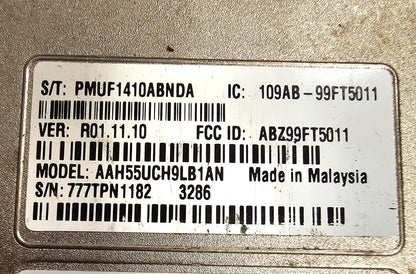 S/T: PMUF1410ABNDA IC: 109AB-99FT5011
VER: R01.11.10 FCC ID: ABZ99FT5011
MODEL: AAH55UCH9LB1AN Made in Malaysia
S/N: 777TPN1182 3286